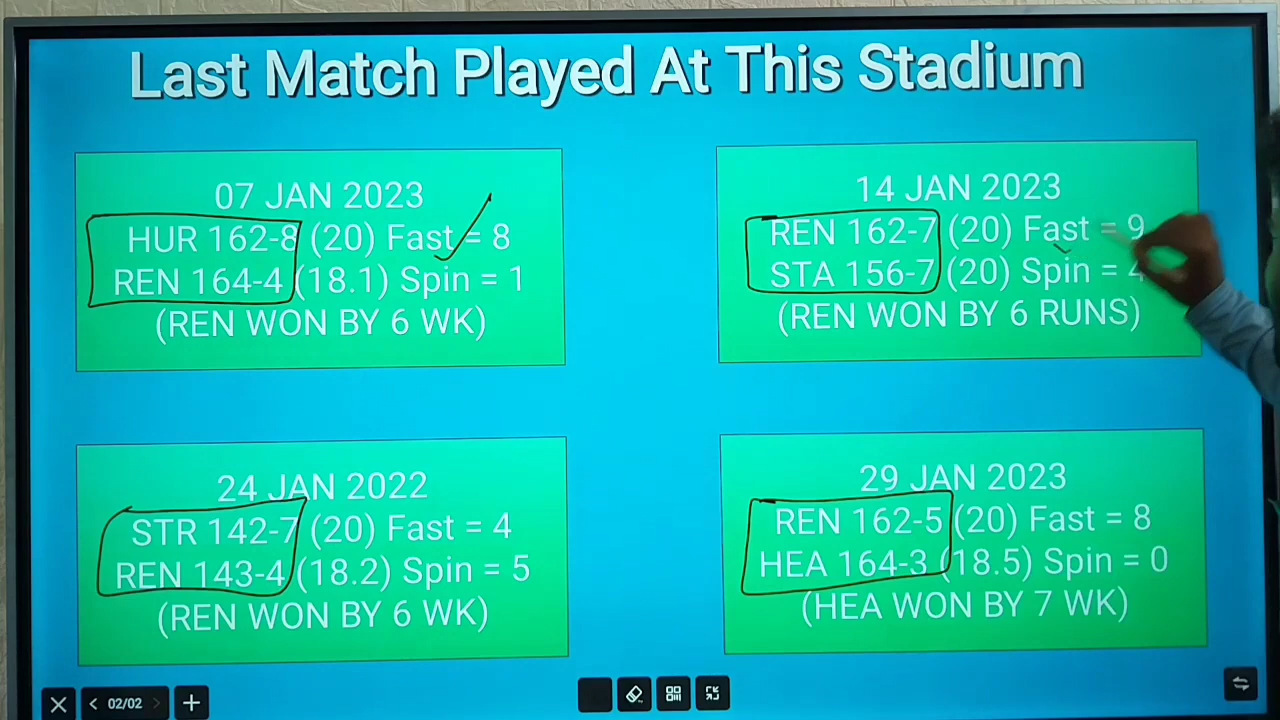 Last Match Played At This Stadium
07 JAN 2023
HUR 162-8 (20) Fast = 8
REN 164-4 (18.1) Spin = 1
(REN WON BY 6 WK)
14 JAN 2023
REN 162-7 (20) Fast = 9
STA 156-7 (20) Spin = 4
(REN WON BY 6 RUNS)
24 JAN 2022
STR 142-7 (20) Fast = 4
REN 143-4 (18.2) Spin = 5
(REN WON BY 6 WK)
29 JAN 2023
REN 162-5 (20) Fast = 8
HEA 164-3 (18.5) Spin = 0
(HEA WON BY 7 WK)
02/02